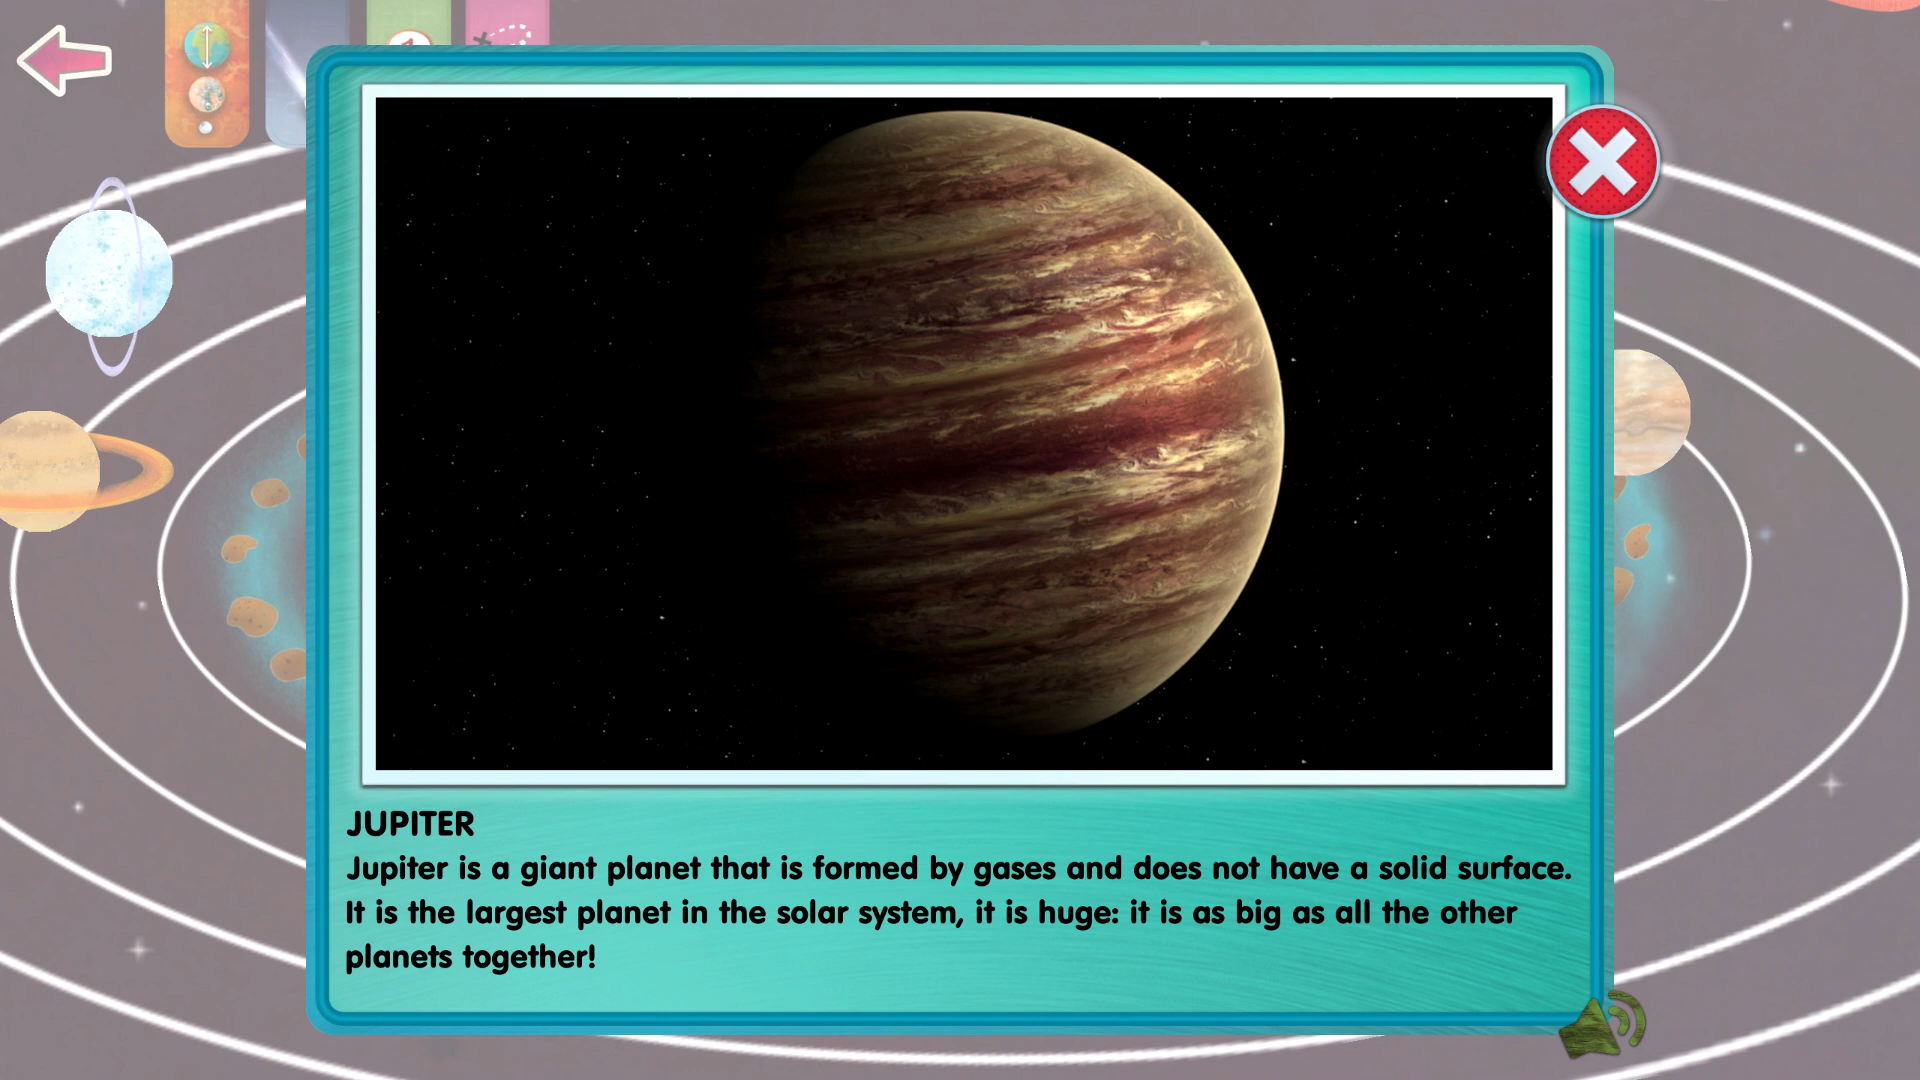 JUPITER
Jupiter is a giant planet that is formed by gases and does not have a solid surface.
It is the largest planet in the solar system, it is huge: it is as big as all the other
planets together!